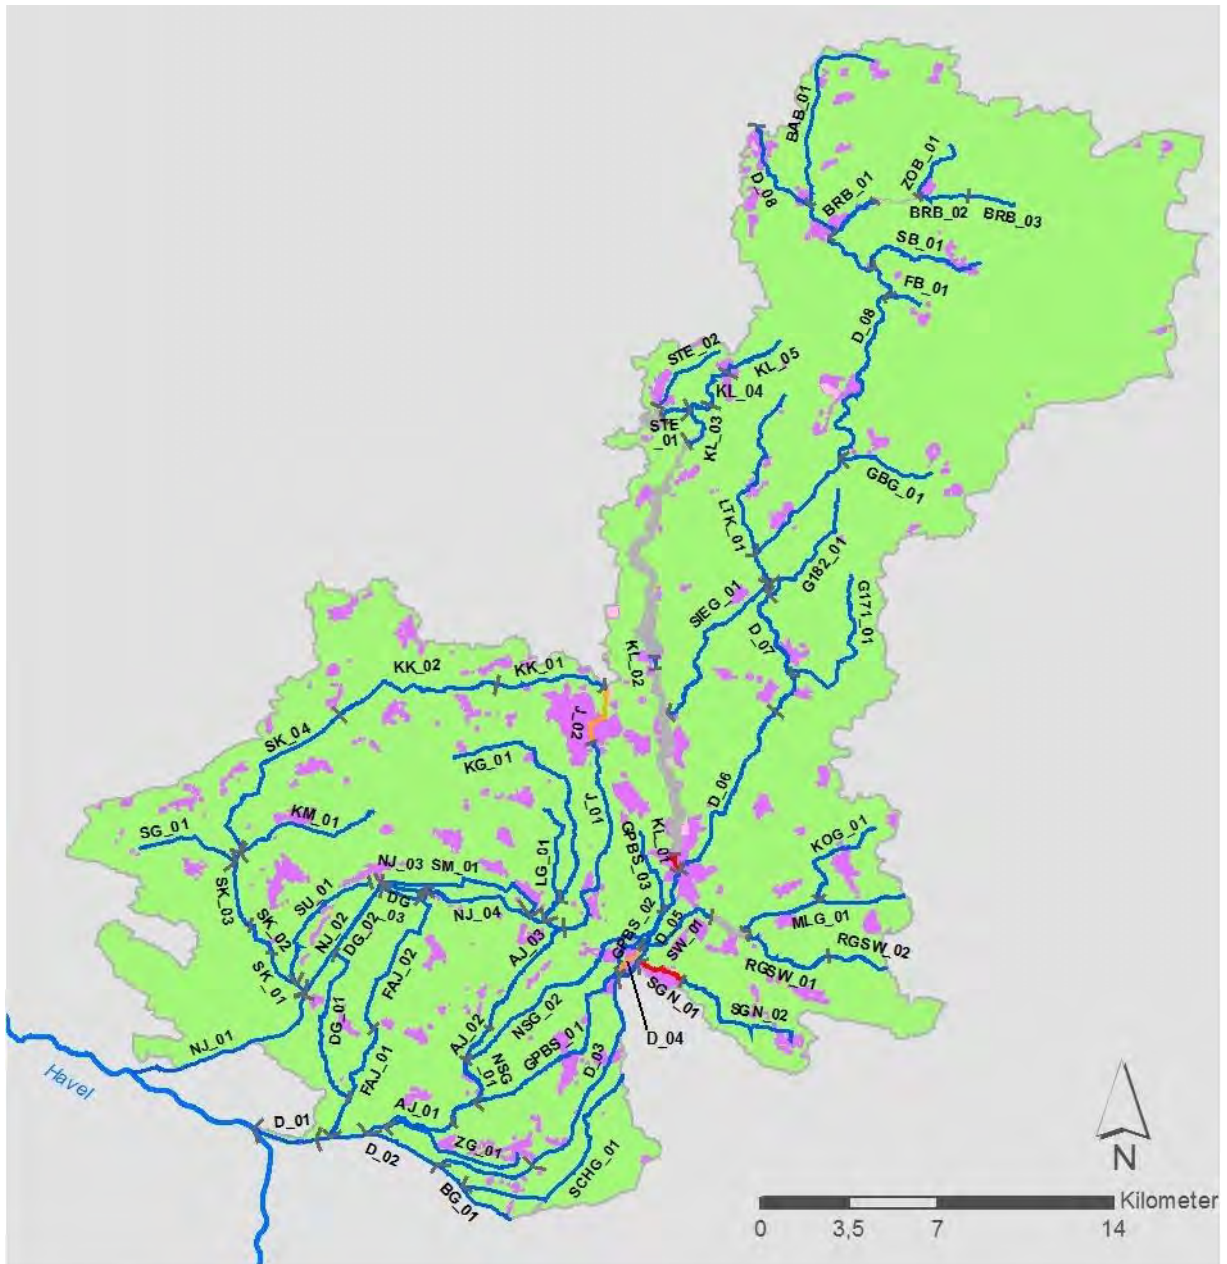 BAB_01
ZOB_01
D_08
BRB_01
BRB_02
BRB_03
SB_01
FB_01
D_08
STE_02
KL_05
KL_04
STE
_01
KL_03
GBG_01
LTK_01
G182_01
SIEG_01
G171_01
D_07
KL_02
KK_02
KK_01
J_02
SK_04
KG_01
D_06
J_01
KM_01
SG_01
GPBS_03
KL_01
KOG_01
NJ_03
SM_01
LG_01
SU_01
DG
_03
NJ_04
SK_03
GPBS_02
D_05
SW_01
MLG_01
SK_02
NJ_02
DG_02
FAJ_02
AJ_03
RGSW_02
RGSW_01
SK_01
SGN_01
SGN_02
NSG_02
AJ_02
DG_01
GPBS_01
D_04
NJ_01
D_03
FAJ_01
NSG
_01
Havel
AJ_01
D_01
ZG_01
D_02
SCHG_01
BG_01
N
Kilometer
0 3,5 7 14